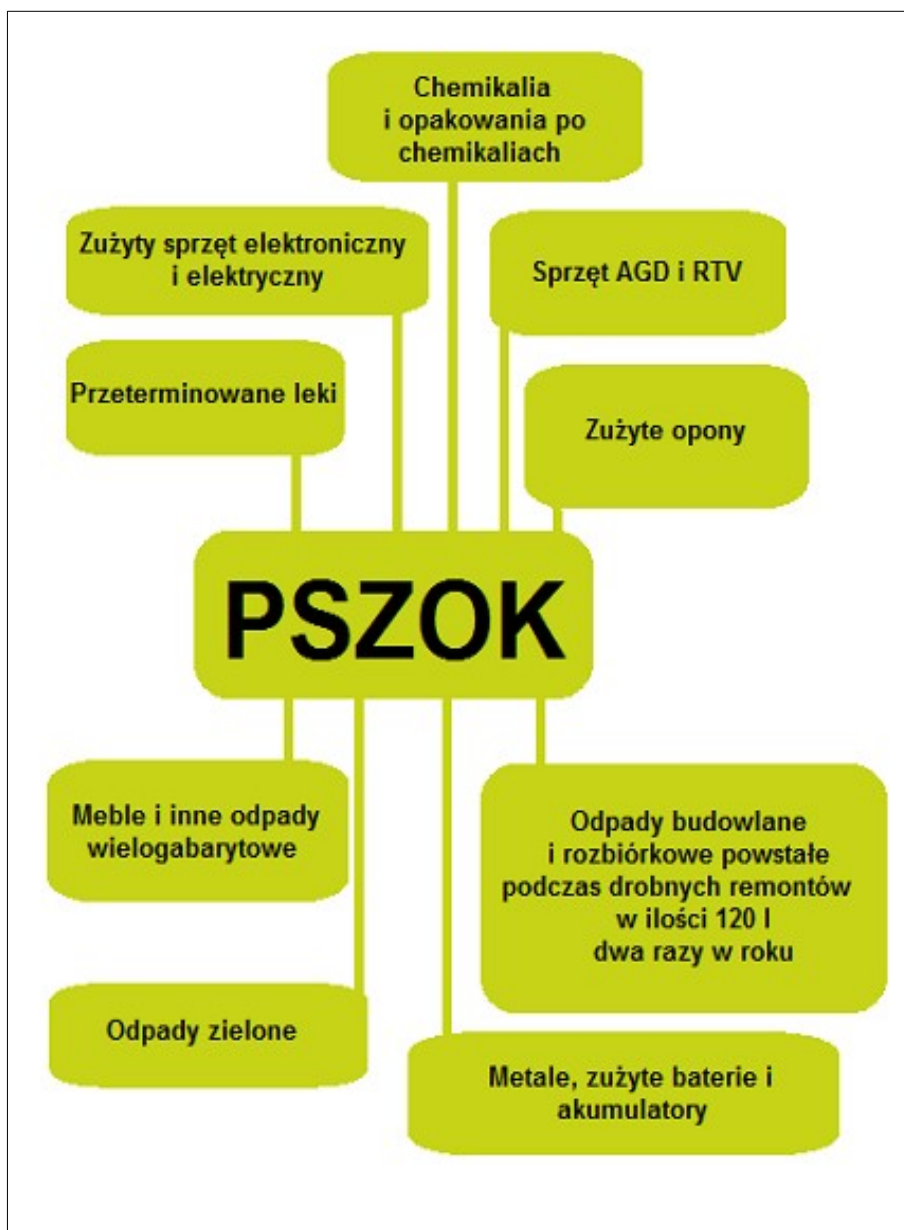 Chemikalia
i opakowania po
chemikaliach
Zużyty sprzęt elektroniczny
i elektryczny
Sprzęt AGD i RTV
Przeterminowane leki
Zużyte opony
PSZOK
Meble i inne odpady
wielogabarytowe
Odpady budowlane
i rozbiórkowe powstałe
podczas drobnych remontów
w ilości 120 l
dwa razy w roku
Odpady zielone
Metale, zużyte baterie i
akumulatory